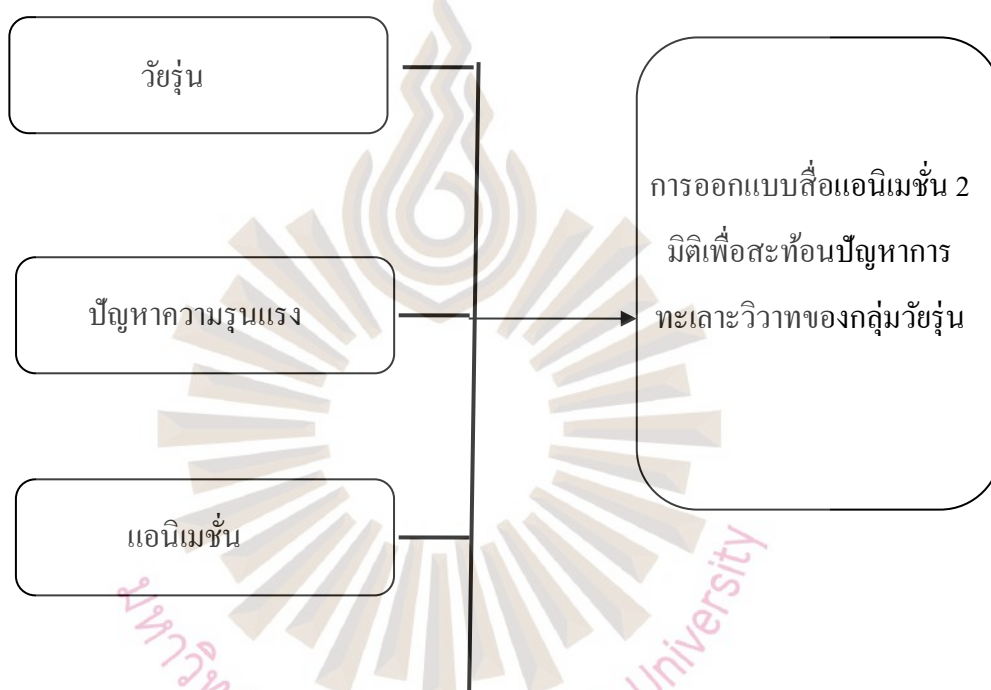 วัยรุ่น
ปัญหาความรุนแรง
แอนิเมชั่น
การออกแบบสื่อแอนิเมชั่น 2
มิติเพื่อสะท้อนปัญหาการ
ทะเลาะวิวาทของกลุ่มวัยรุ่น
University